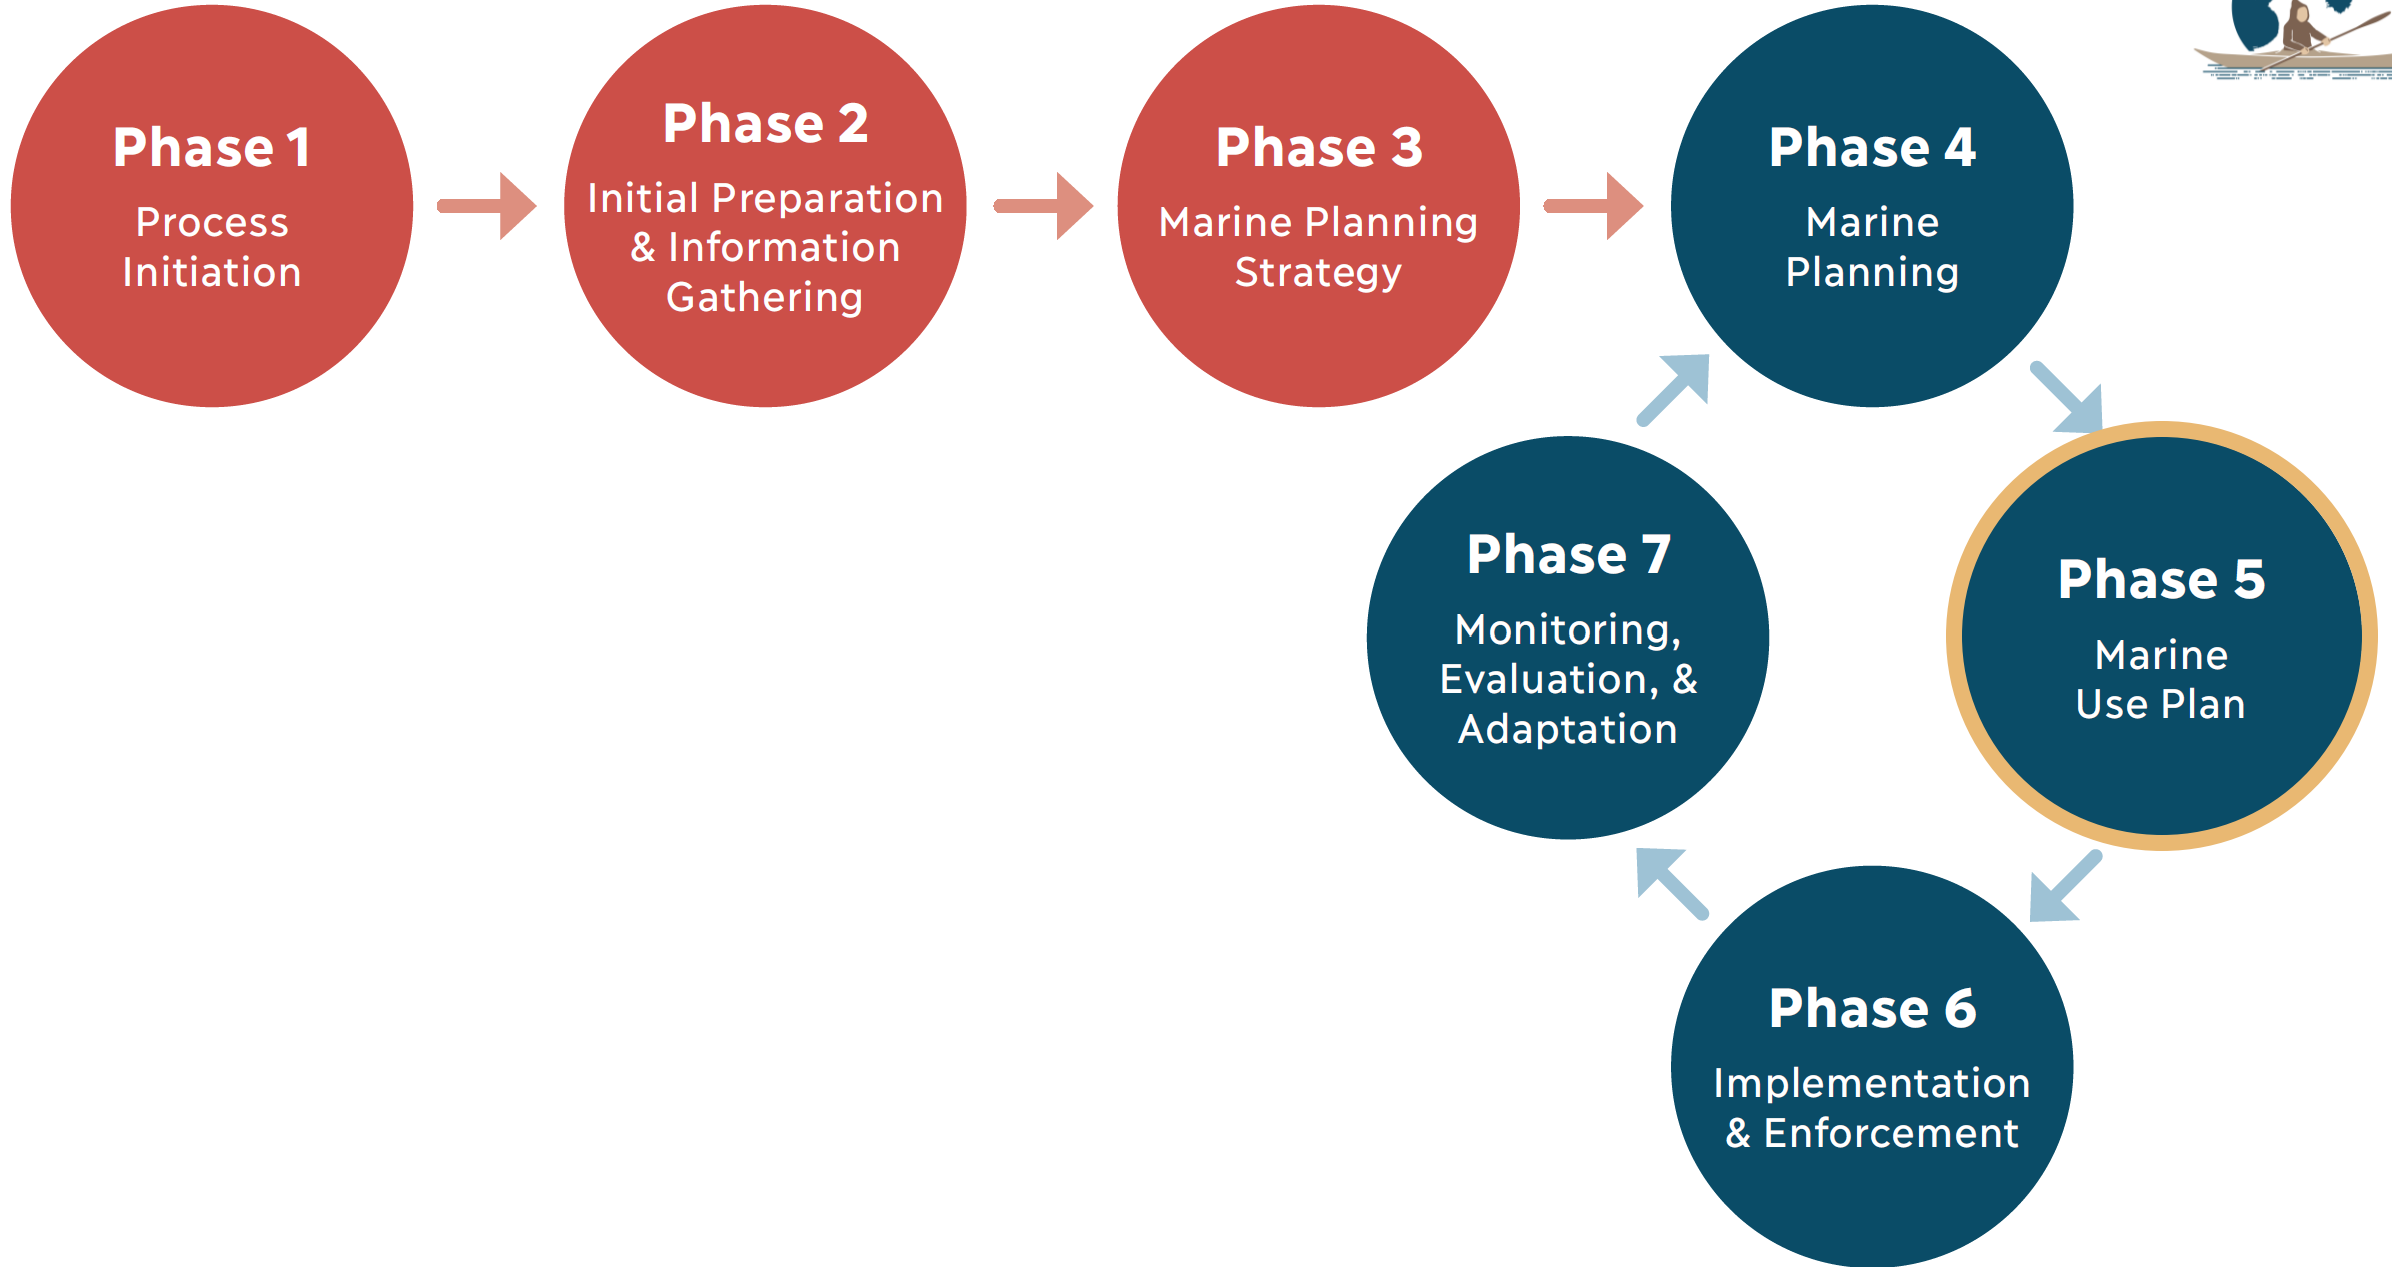 Phase 1
Process
Initiation
Phase 2
Initial Preparation
& Information
Gathering
Phase 3
Marine Planning
Strategy
Phase 4
Marine
Planning
Phase 5
Marine
Use Plan
Phase 6
Implementation
& Enforcement
Phase 7
Monitoring,
Evaluation, &
Adaptation